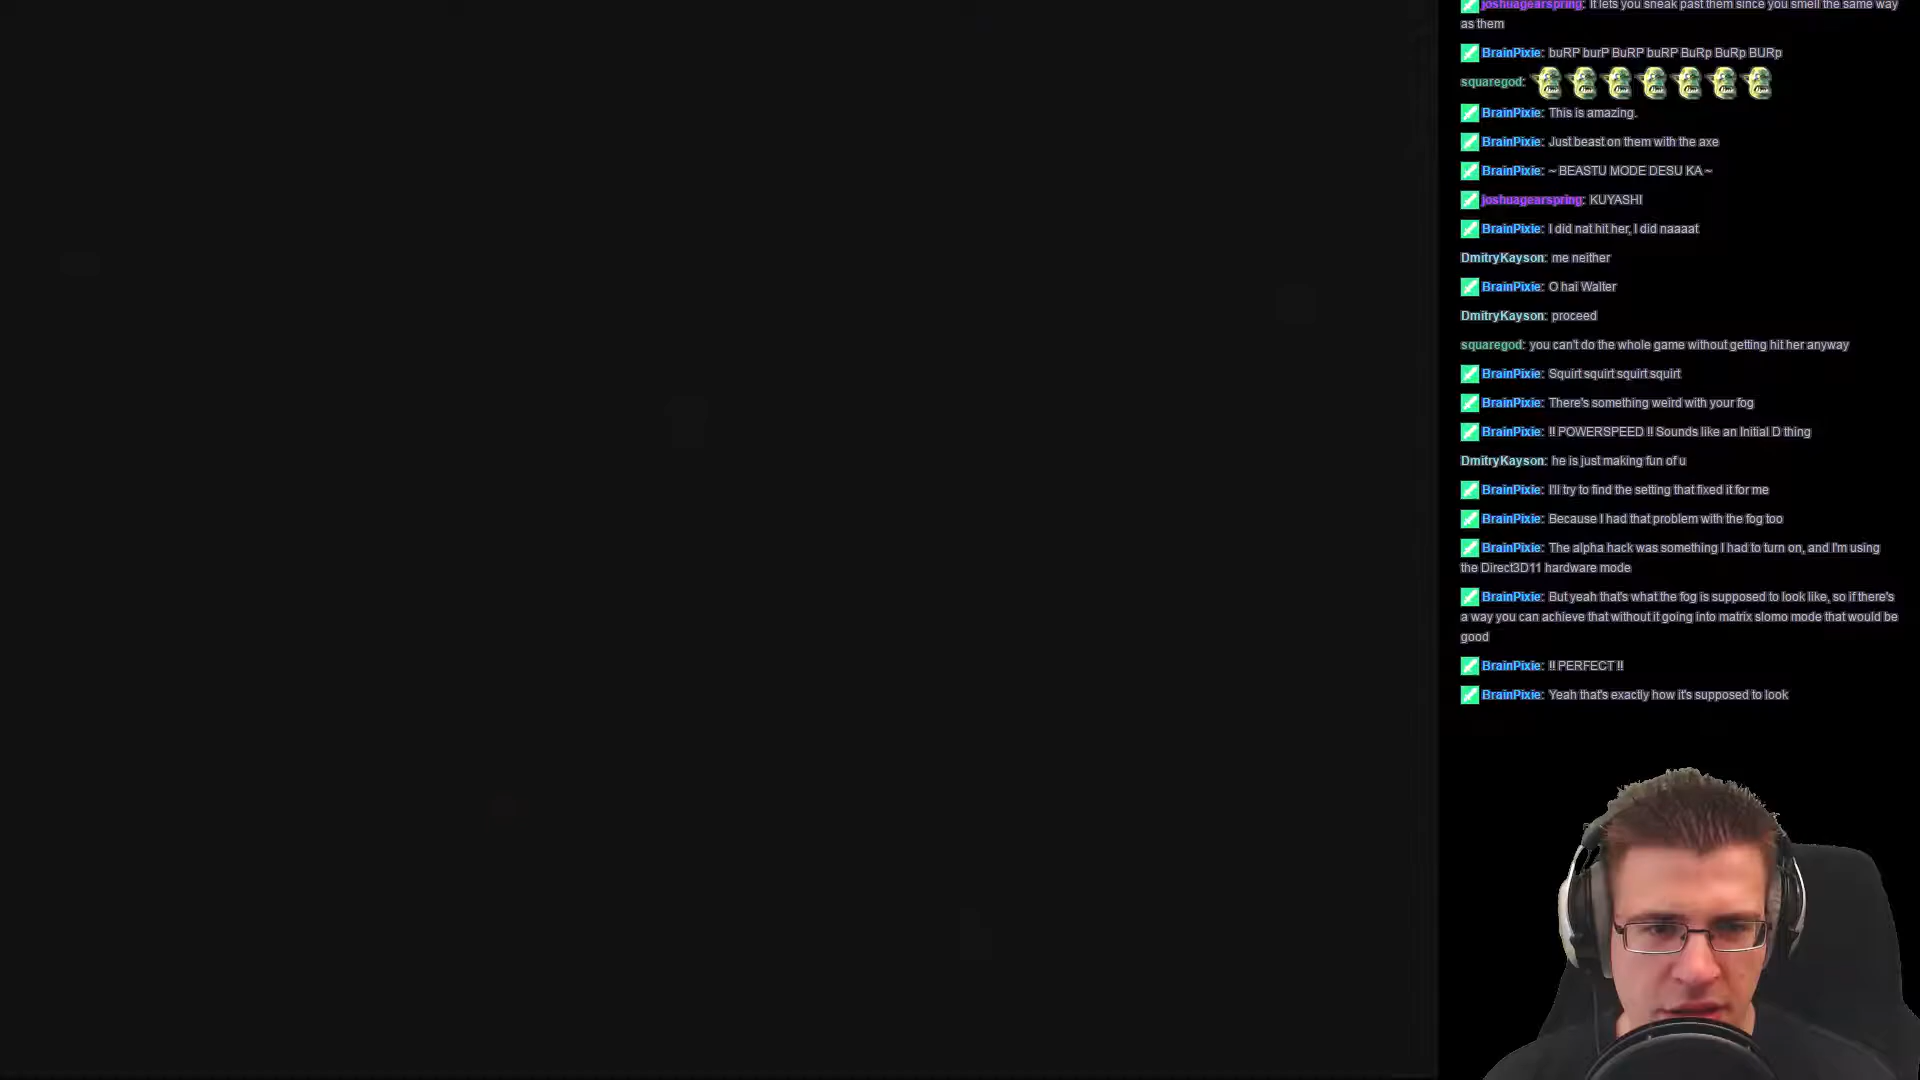 joshuagearspring: It lets you sneak past them since you smell the same way
as them
BrainPixie: buRP burP BuRP buRP BuRp BuRp BURp
squaregod:
BrainPixie: This is amazing.
BrainPixie: Just beast on them with the axe
BrainPixie: ~ BEASTU MODE DESU KA ~
joshuagearspring: KUYASHI
BrainPixie: I did nat hit her, I did naaaat
DmitryKayson: me neither
BrainPixie: O hai Walter
DmitryKayson: proceed
squaregod: you can't do the whole game without getting hit her anyway
BrainPixie: Squirt squirt squirt squirt
BrainPixie: There's something weird with your fog
BrainPixie: !! POWERSPEED !! Sounds like an Initial D thing
DmitryKayson: he is just making fun of u
BrainPixie: I'll try to find the setting that fixed it for me
BrainPixie: Because I had that problem with the fog too
BrainPixie: The alpha hack was something I had to turn on, and I'm using
the Direct3D11 hardware mode
BrainPixie: But yeah that's what the fog is supposed to look like, so if there's
a way you can achieve that without it going into matrix slomo mode that would be
good
BrainPixie: !! PERFECT !!
BrainPixie: Yeah that's exactly how it's supposed to look